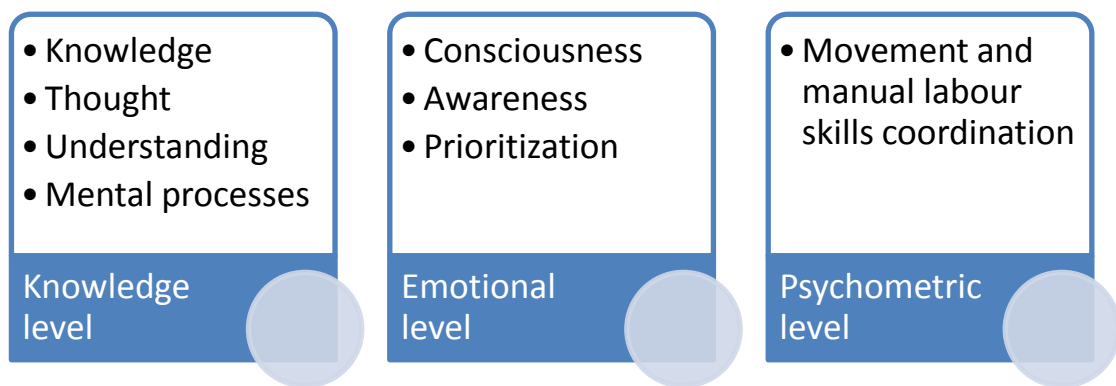 • Knowledge
• Thought
• Understanding
• Mental processes
Knowledge
level
• Consciousness
• Awareness
• Prioritization
Emotional
level
• Movement and
manual labour
skills coordination
Psychometric
level